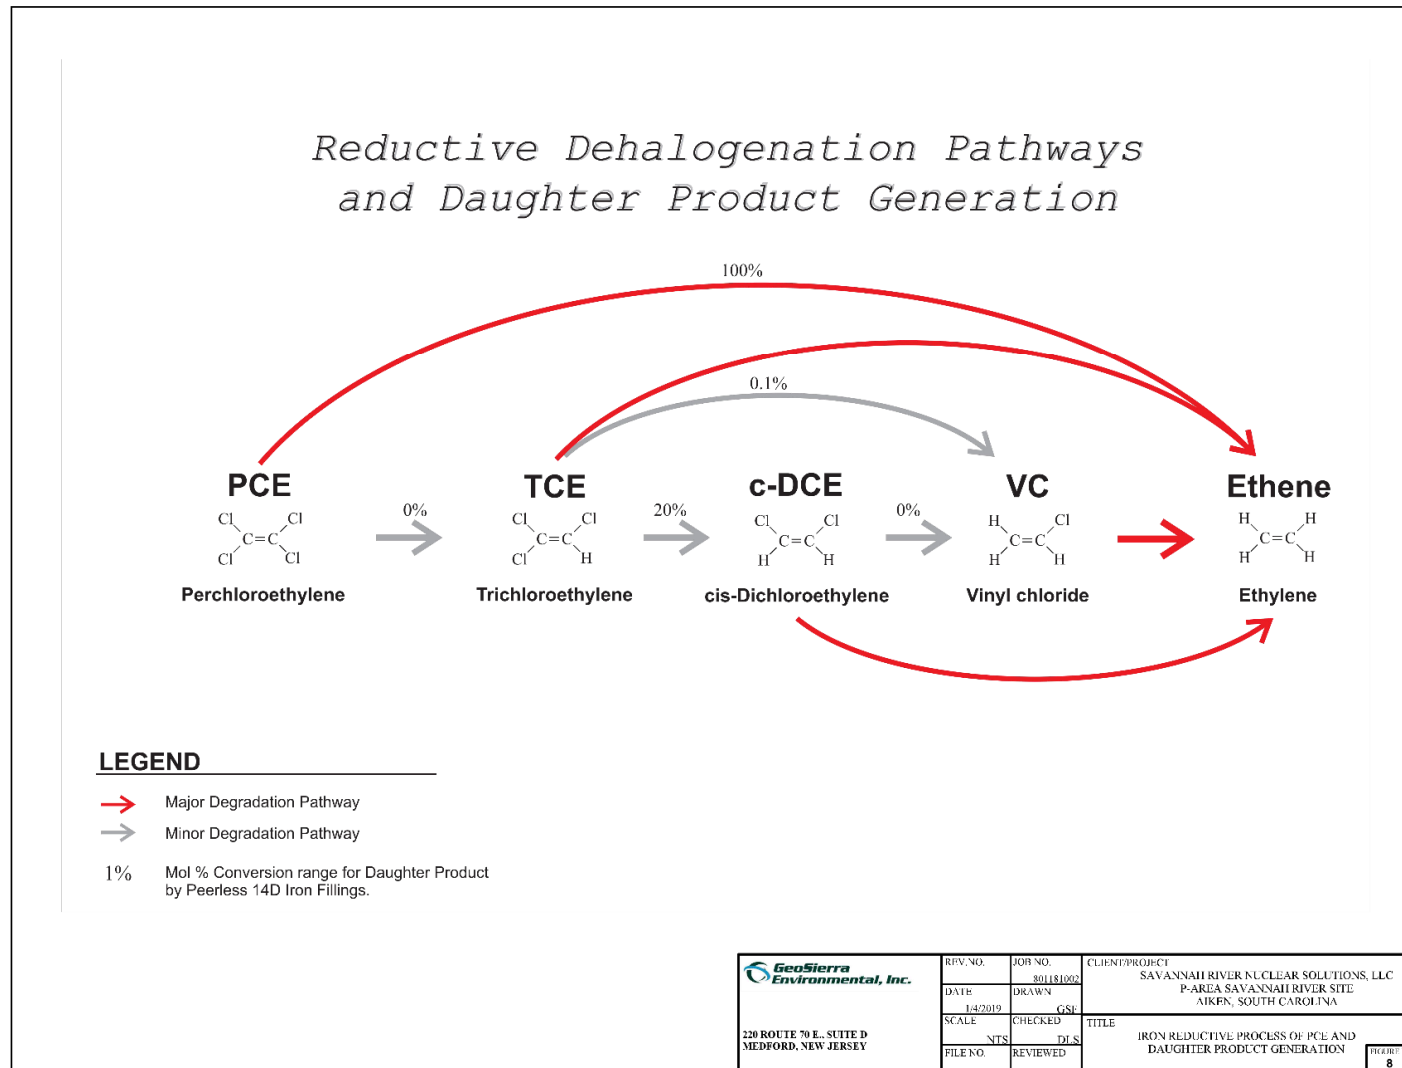 Reductive Dehalogenation Pathways
and Daughter Product Generation
100%
0.1%
PCE
TCE
c-DCE
VC
Ethene
0%
20%
0%
Cl Cl
C=C
Cl Cl
Cl Cl
C=C
Cl H
Cl Cl
C=C
H H
H Cl
C=C
H H
H H
C=C
H H
Perchloroethylene
Trichloroethylene
cis-Dichloroethylene
Vinyl chloride
Ethylene
LEGEND
Major Degradation Pathway
Minor Degradation Pathway
1% Mol % Conversion range for Daughter Product
by Peerless 14D Iron Fillings.
GeoSierra
Environmental, Inc.
220 ROUTE 70 E., SUITE D
MEDFORD, NEW JERSEY
REV.NO.
JOB NO.
801181002
DATE
1/4/2019
DRAWN
GSF
SCALE
NTS
CHECKED
DLS
FILE NO.
REVIEWED
CLIENT/PROJECT
SAVANNAH RIVER NUCLEAR SOLUTIONS, LLC
P-AREA SAVANNAH RIVER SITE
AIKEN, SOUTH CAROLINA
TITLE
IRON REDUCTIVE PROCESS OF PCE AND
DAUGHTER PRODUCT GENERATION
FIGURE
8